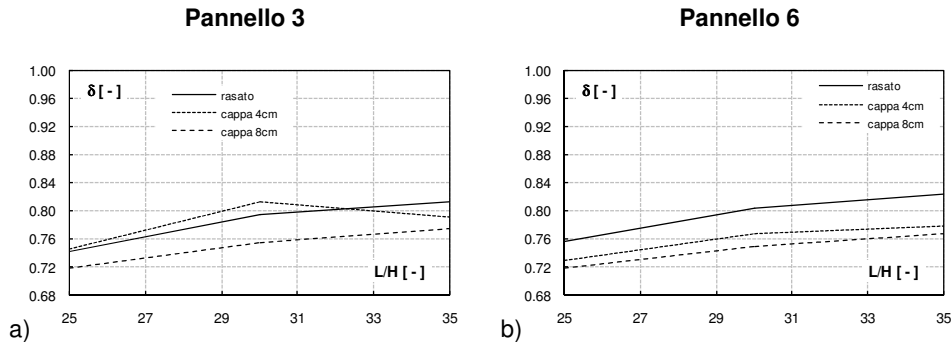 Pannello 3
Pannello 6
1.00
0.96
0.92
0.88
0.84
0.80
0.76
0.72
0.68
δ [ - ]
rasato
cappa 4cm
cappa 8cm
L/H [ - ]
25 27 29 31 33 35
a)
1.00
0.96
0.92
0.88
0.84
0.80
0.76
0.72
0.68
δ [ - ]
rasato
cappa 4cm
cappa 8cm
L/H [ - ]
25 27 29 31 33 35
b)